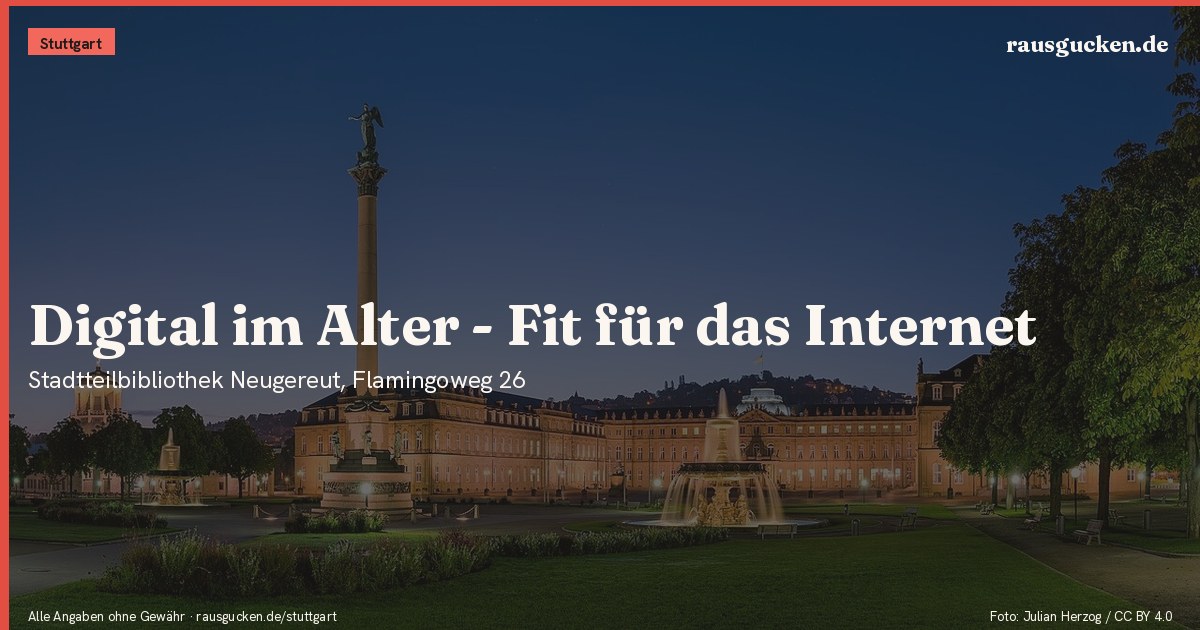 Stuttgart
rausgucken.de
Digital im Alter - Fit für das Internet
Stadtteilbibliothek Neugereut, Flamingoweg 26
Alle Angaben ohne Gewähr · rausgucken.de/stuttgart
Foto: Julian Herzog / CC BY 4.0